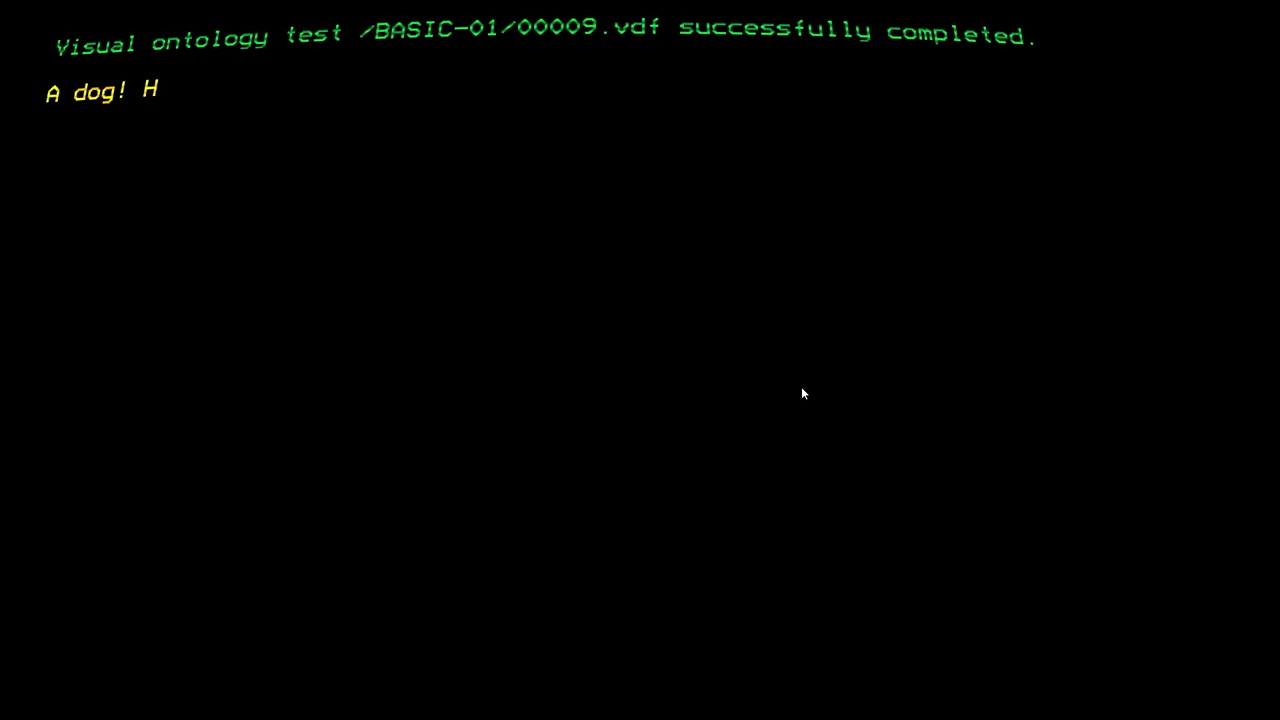 Visual ontology test /BASIC-01/00009.vdf successfully completed.
A dog! H